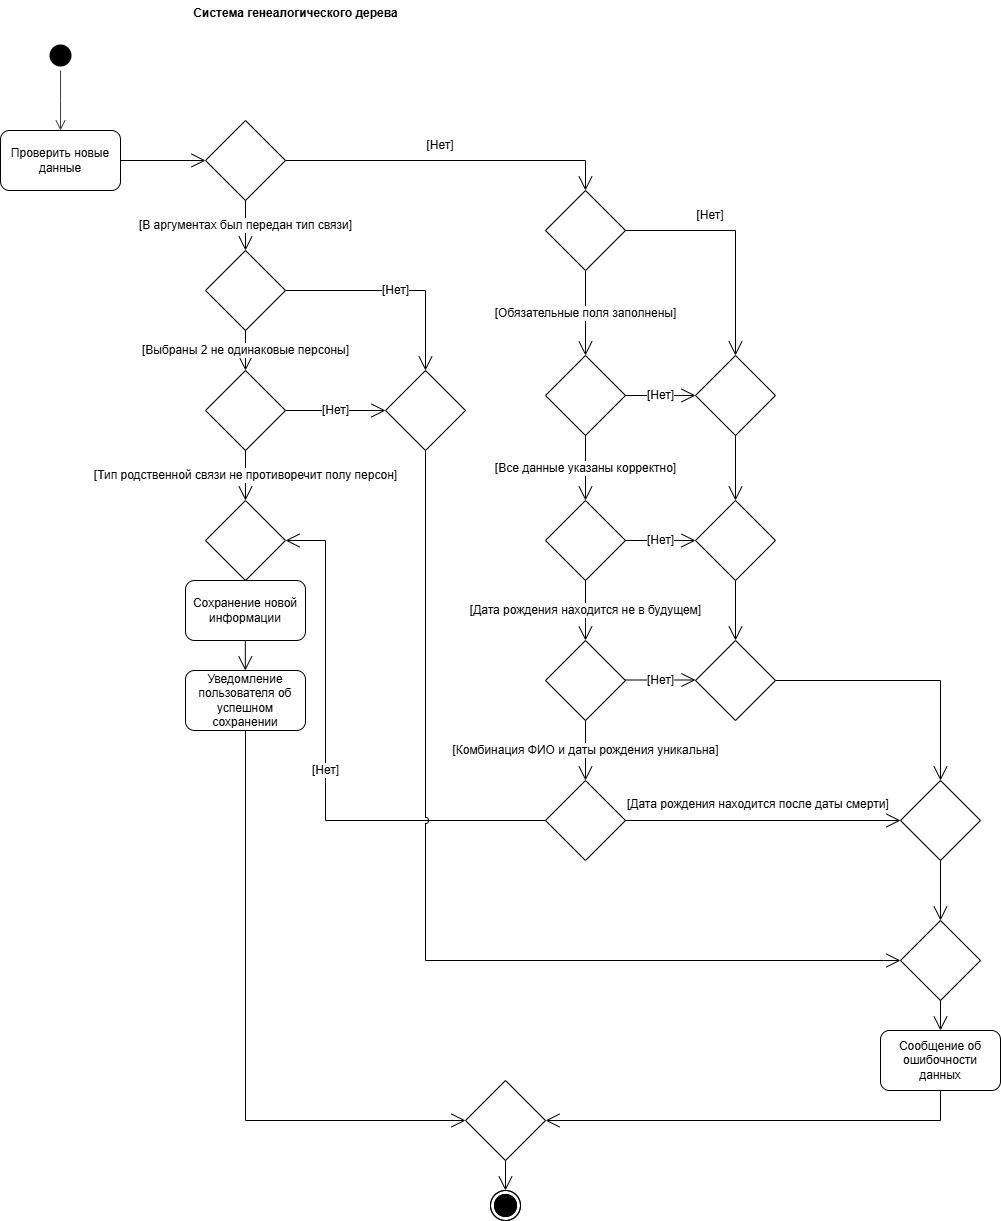 Система генеалогического дерева
Проверить новые
данные
[Нет]
[В аргументах был передан тип связи]
[Нет]
[Нет]
[Обязательные поля заполнены]
[Выбраны 2 не одинаковые персоны]
[Нет]
[Нет]
[Все данные указаны корректно]
[Тип родственной связи не противоречит полу персон]
[Нет]
Сохранение новой
информации
[Дата рождения находится не в будущем]
[Нет]
Уведомление
пользователя об
успешном
сохранении
[Комбинация ФИО и даты рождения уникальна]
[Нет]
[Дата рождения находится после даты смерти]
Сообщение об
ошибочности
данных